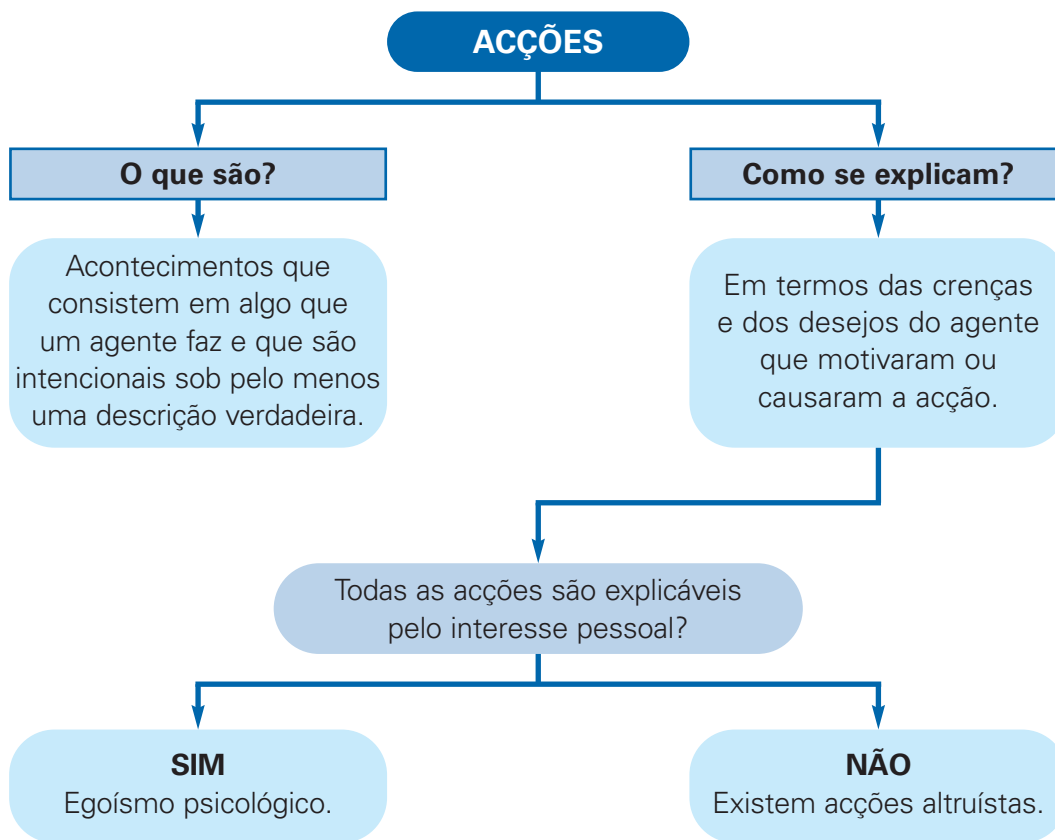 ACÇÕES
O que são?
Como se explicam?
Acontecimentos que
consistem em algo que
um agente faz e que são
intencionais sob pelo menos
uma descrição verdadeira.
Em termos das crenças
e dos desejos do agente
que motivaram ou
causaram a acção.
Todas as acções são explicáveis
pelo interesse pessoal?
SIM
Egoísmo psicológico.
NÃO
Existem acções altruístas.